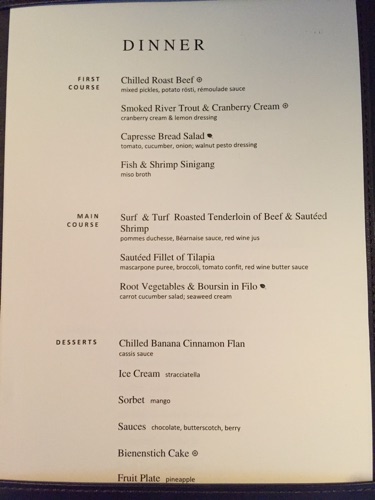 DINNER
FIRST COURSE
Chilled Roast Beef
mixed pickles, potato rösti, rémoulade sauce
Smoked River Trout & Cranberry Cream
cranberry cream & lemon dressing
Capresse Bread Salad
tomato, cucumber, onion; walnut pesto dressing
Fish & Shrimp Sinigang
miso broth
MAIN COURSE
Surf & Turf Roasted Tenderloin of Beef & Sautéed
Shrimp
pommes duchesse, Béarnaise sauce, red wine jus
Sautéed Fillet of Tilapia
mascarpone puree, broccoli, tomato confit, red wine butter sauce
Root Vegetables & Boursin in Filo
carrot cucumber salad; seaweed cream
DESSERTS
Chilled Banana Cinnamon Flan
cassis sauce
Ice Cream stracciatella
Sorbet mango
Sauces chocolate, butterscotch, berry
Bienenstich Cake
Fruit Plate pineapple